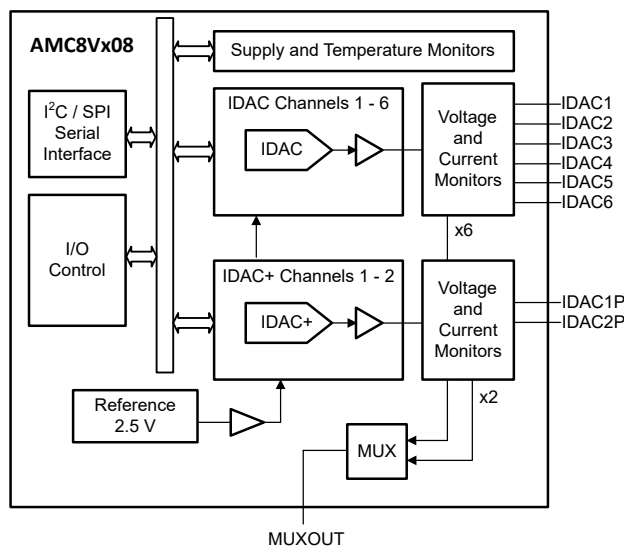 AMC8Vx08
Supply and Temperature Monitors
I²C / SPI
Serial
Interface
IDAC Channels 1 - 6
IDAC
Voltage
and
Current
Monitors
IDAC1
IDAC2
IDAC3
IDAC4
IDAC5
IDAC6
x6
I/O
Control
IDAC+ Channels 1 - 2
IDAC+
Voltage
and
Current
Monitors
IDAC1P
IDAC2P
x2
Reference
2.5 V
MUX
MUXOUT